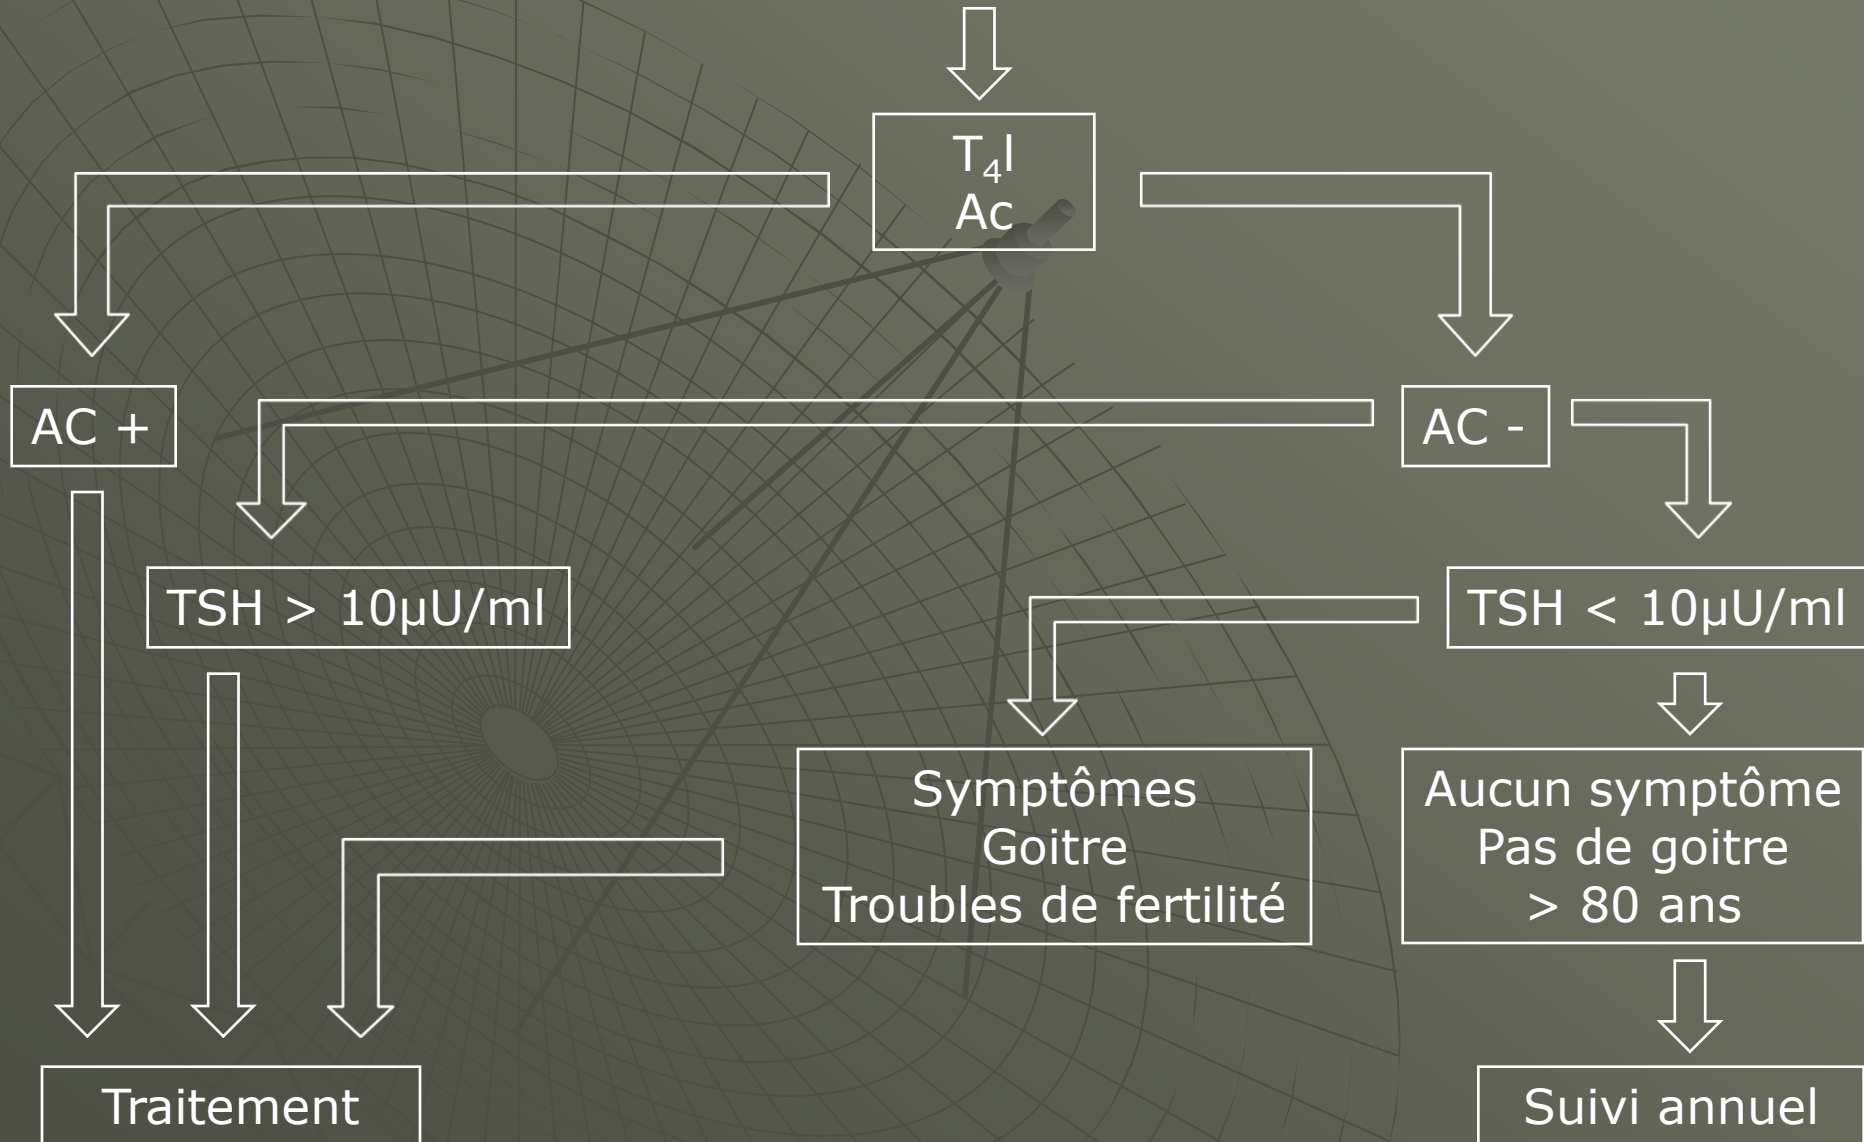 T₄l
Ac
AC +
AC -
TSH > 10µU/ml
TSH < 10µU/ml
Symptômes
Goitre
Troubles de fertilité
Aucun symptôme
Pas de goitre
> 80 ans
Traitement
Suivi annuel